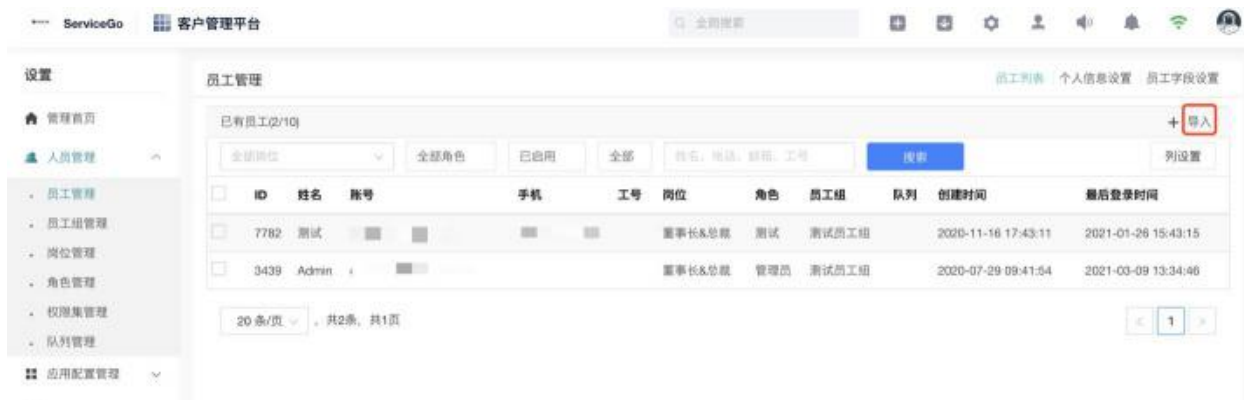 ServiceGo 客户管理平台 全局搜索
设置
管理首页
人员管理
员工管理
员工组管理
岗位管理
角色管理
权限集管理
队列管理
应用配置管理
员工管理 员工列表 个人信息设置 员工字段设置
已有员工(2/10) + 导入
全部岗位 全部角色 已启用 全部 姓名、电话、邮箱、工号 搜索 列设置
ID 姓名 账号 手机 工号 岗位 角色 员工组 队列 创建时间 最后登录时间
7782 测试 董事长&总裁 测试 测试员工组 2020-11-16 17:43:11 2021-01-26 15:43:15
3439 Admin 董事长&总裁 管理员 测试员工组 2020-07-29 09:41:54 2021-03-09 13:34:46
20 条/页 ，共2条，共1页 < 1 >